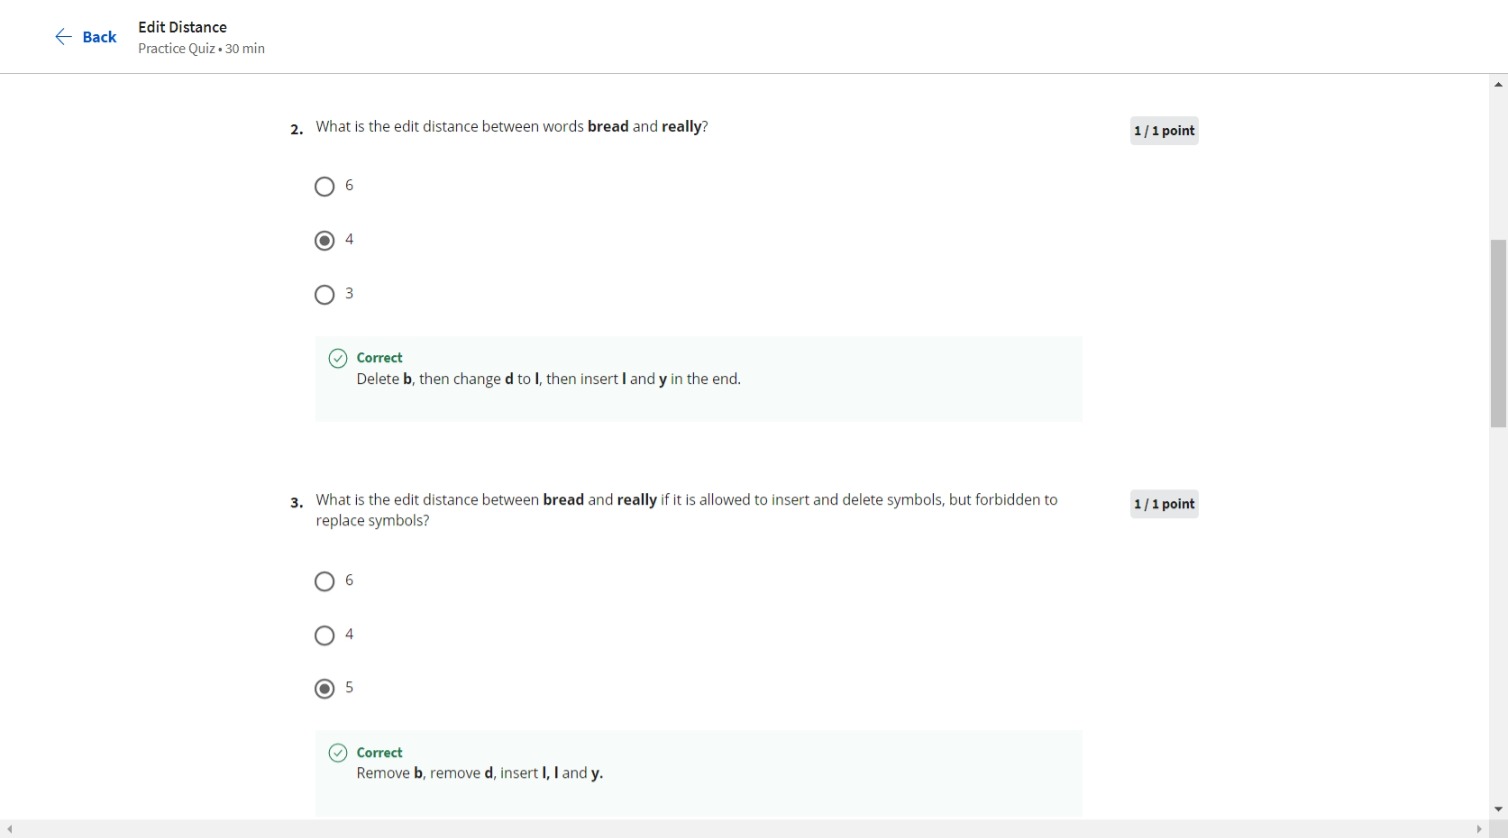 Back
Edit Distance
Practice Quiz • 30 min
2. What is the edit distance between words bread and really?
1 / 1 point
6
4
3
Correct
Delete b, then change d to l, then insert l and y in the end.
3. What is the edit distance between bread and really if it is allowed to insert and delete symbols, but forbidden to
replace symbols?
1 / 1 point
6
4
5
Correct
Remove b, remove d, insert l, l and y.